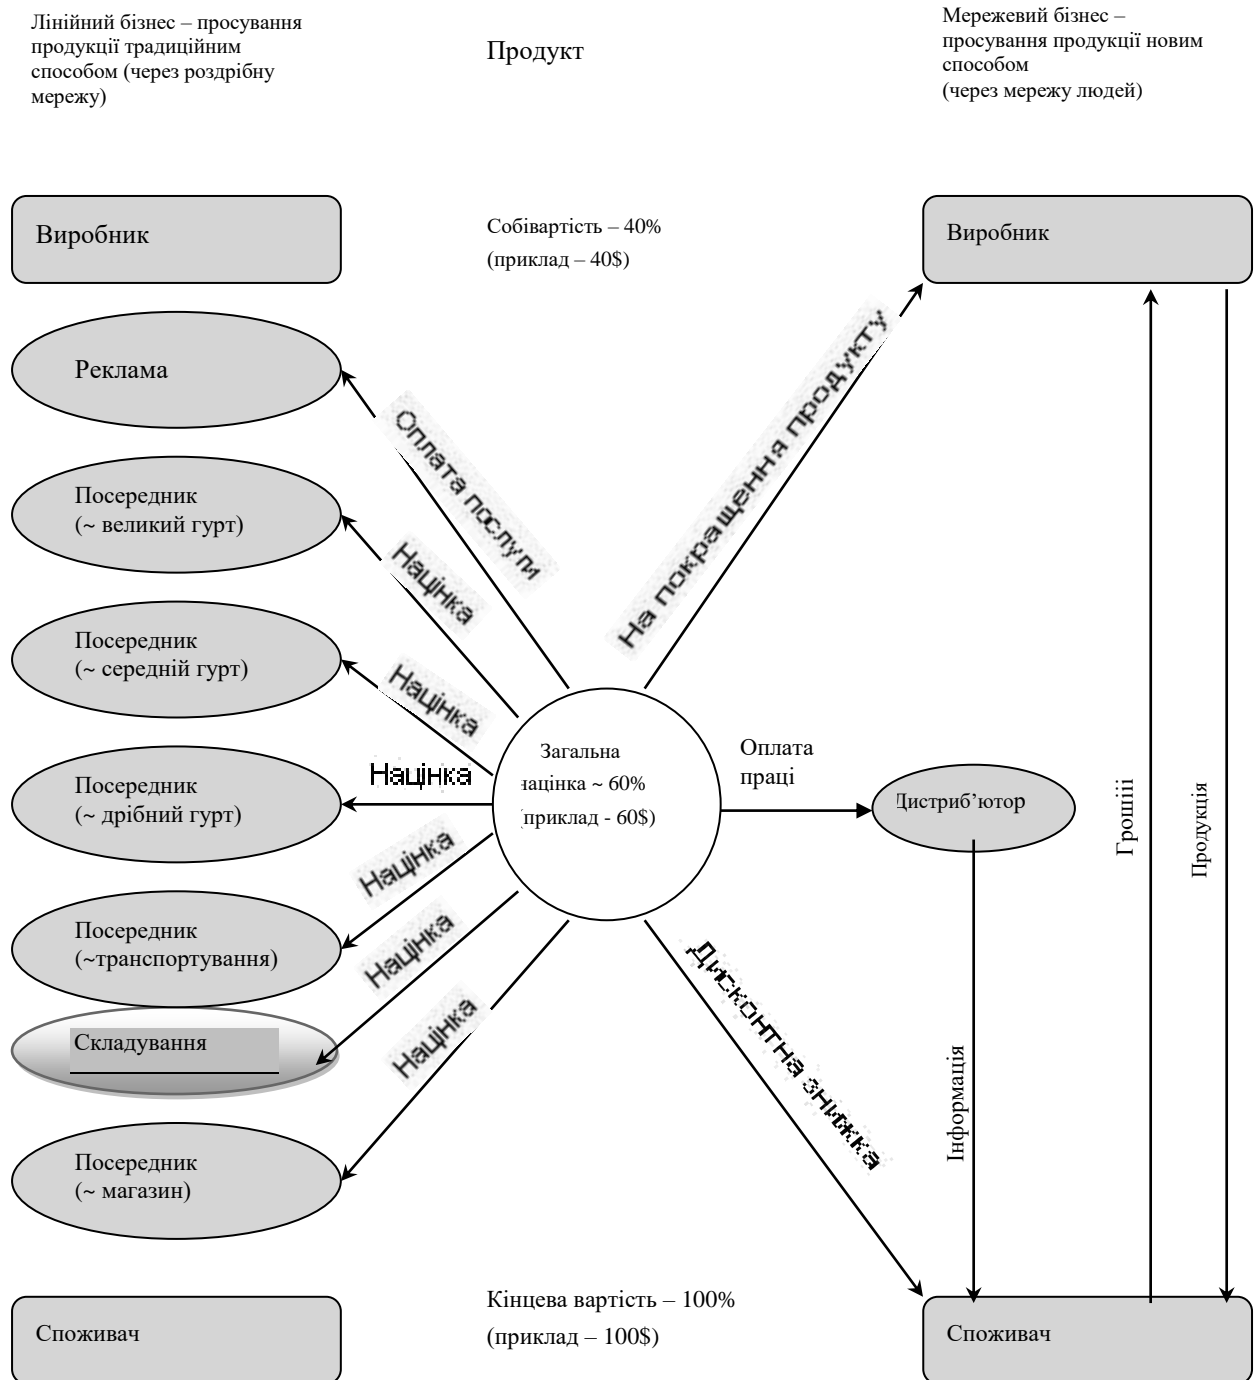 Лінійний бізнес – просування
продукції традиційним
способом (через роздрібну
мережу)
Продукт
Мережевий бізнес –
просування продукції новим
способом
(через мережу людей)
Виробник
Собівартість – 40%
(приклад – 40$)
Виробник
Реклама
Оплата послуги
На покращення продукту
Посередник
(~ великий гурт)
Націнка
Посередник
(~ середній гурт)
Націнка
Посередник
(~ дрібний гурт)
Націнка
Загальна
націнка ~ 60%
(приклад - 60$)
Оплата
праці
Дистриб’ютор
Грошіії
Продукція
Посередник
(~транспортування)
Націнка
Складування
Націнка
Посередник
(~ магазин)
Націнка
Дисконтна знижка
Інформація
Споживач
Кінцева вартість – 100%
(приклад – 100$)
Споживач